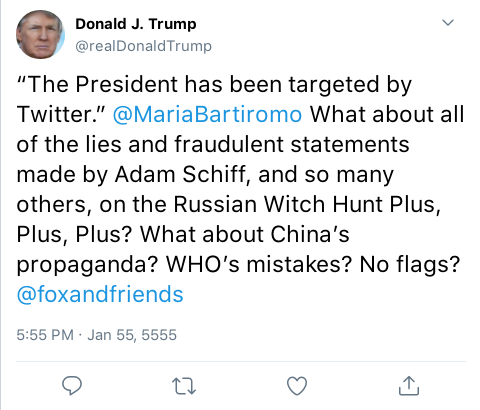 Donald J. Trump
@realDonaldTrump
“The President has been targeted by
Twitter.” @MariaBartiromo What about all
of the lies and fraudulent statements
made by Adam Schiff, and so many
others, on the Russian Witch Hunt Plus,
Plus, Plus? What about China’s
propaganda? WHO’s mistakes? No flags?
@foxandfriends
5:55 PM · Jan 55, 5555